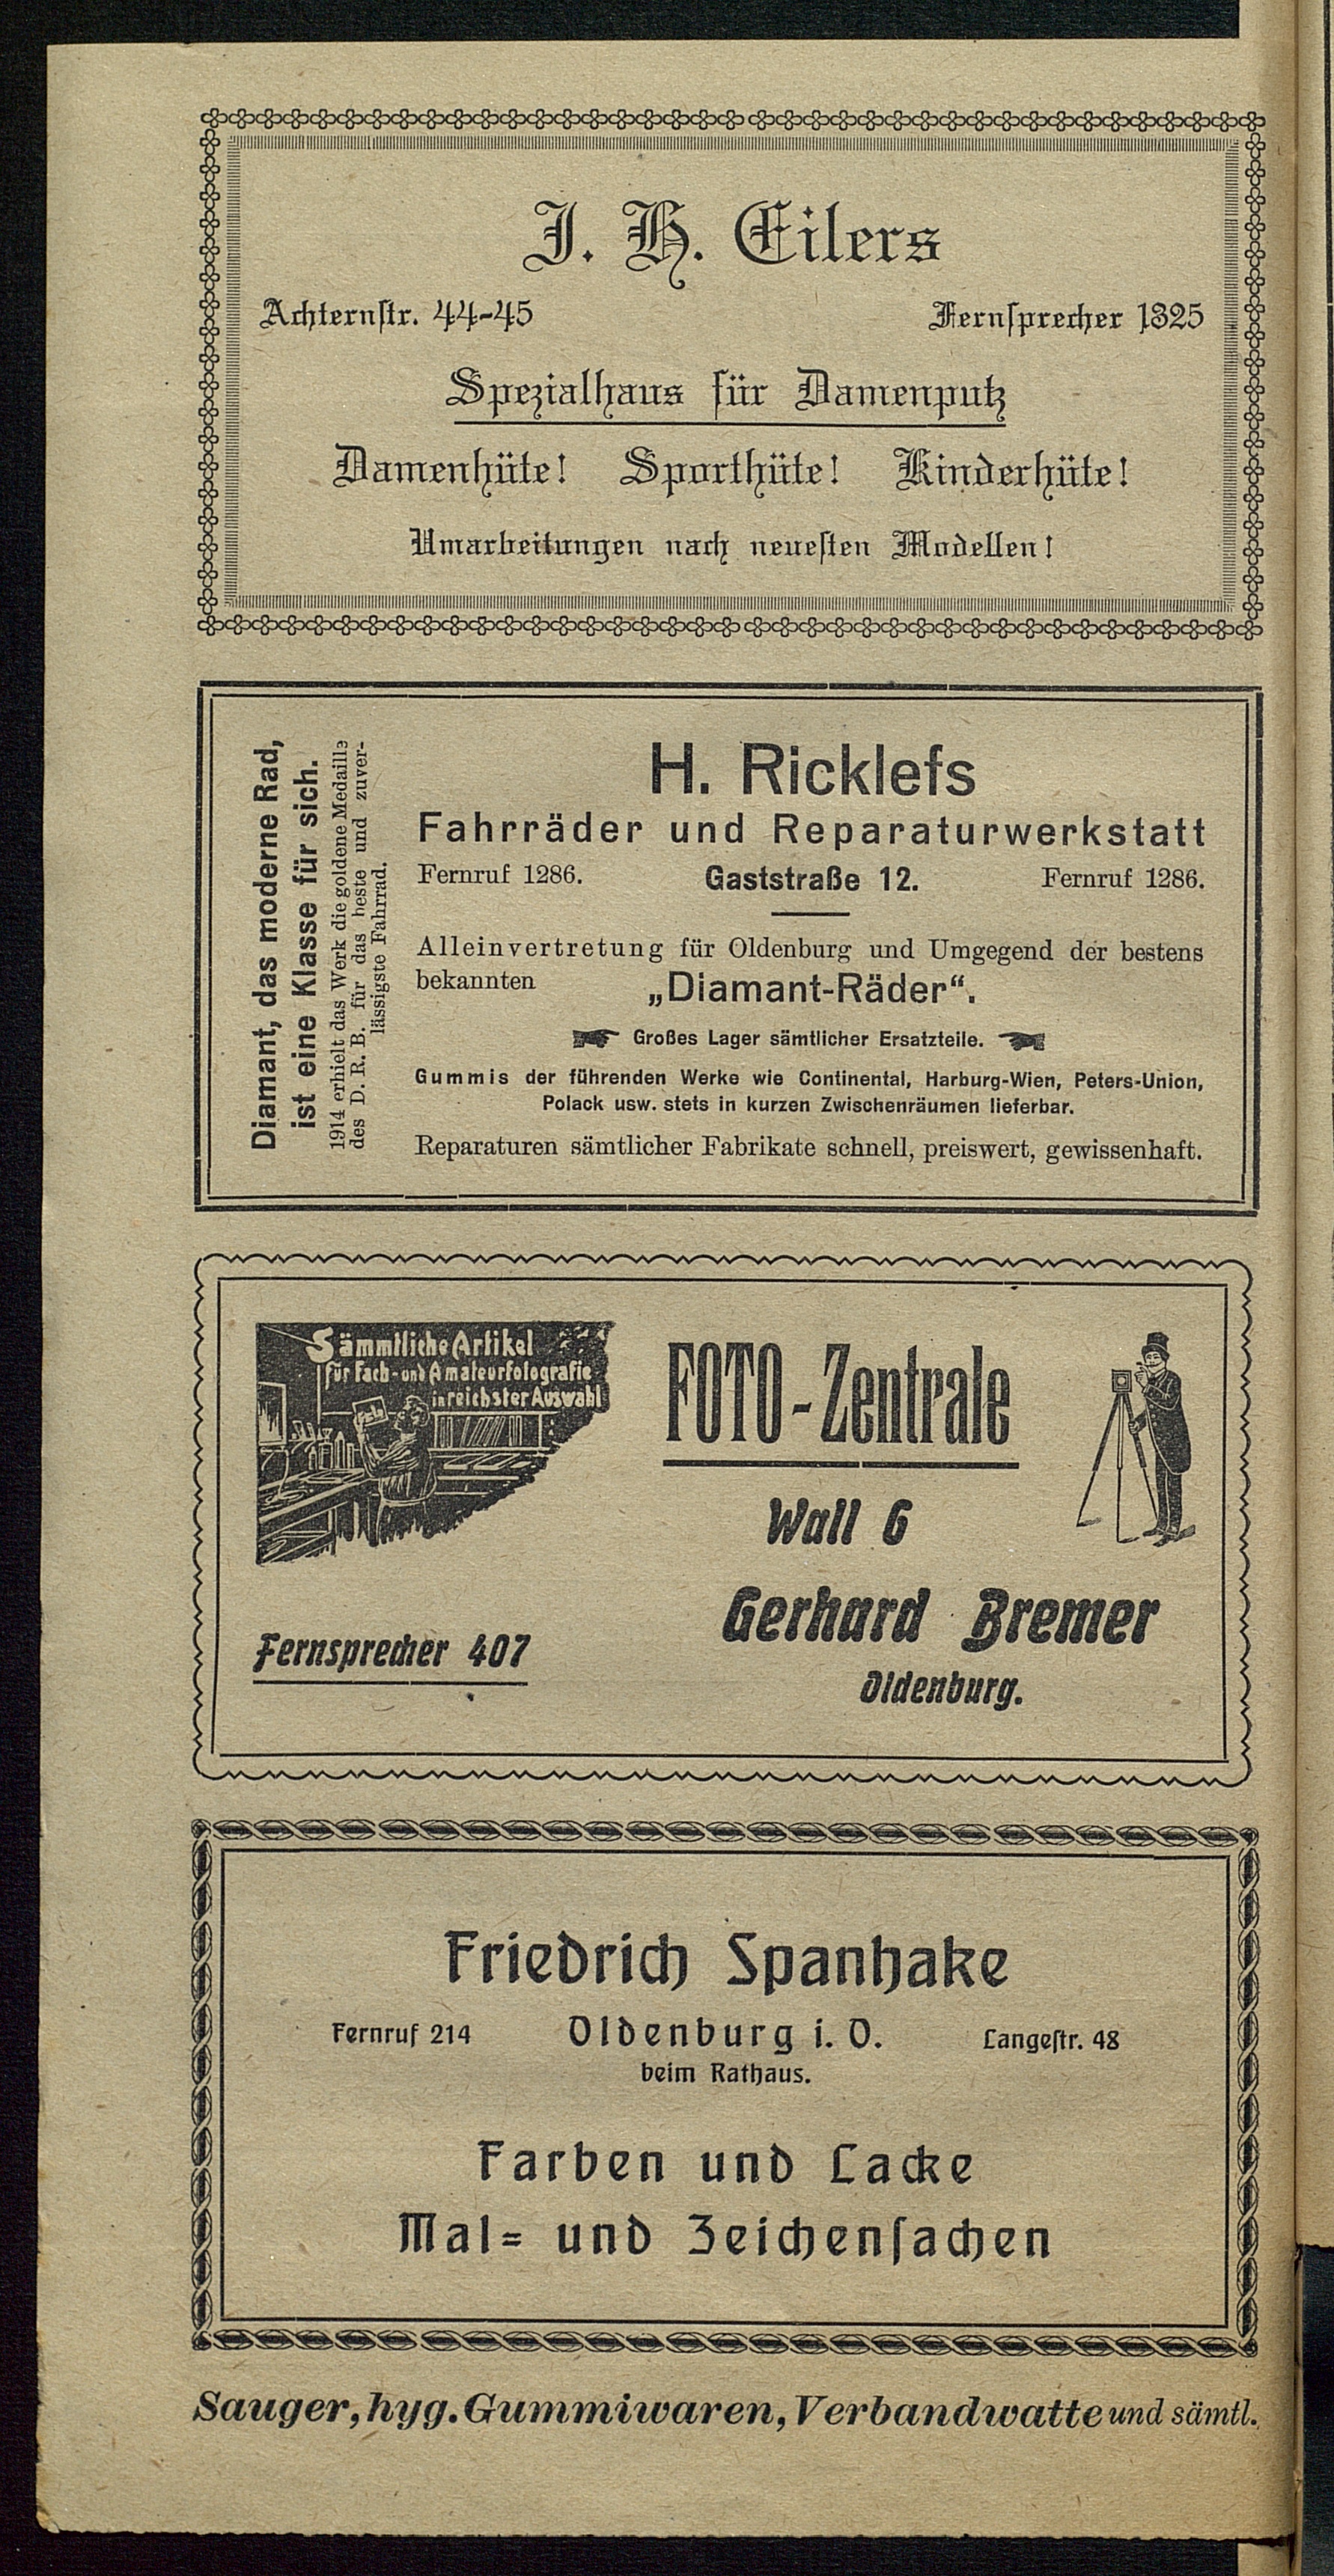 J. H. Eilers
Achternstr. 44-45 Fernsprecher 1325
Spezialhaus für Damenputz
Damenhüte! Sporthüte! Kinderhüte!
Umarbeitungen nach neuesten Modellen!
Diamant, das moderne Rad,
ist eine Klasse für sich.
1914 erhielt das Werk die goldene Medaille
des D. R. B. für das beste und zuver-
lässigste Fahrrad.
H. Ricklefs
Fahrräder und Reparaturwerkstatt
Fernruf 1286. Gaststraße 12. Fernruf 1286.
Alleinvertretung für Oldenburg und Umgegend der bestens
bekannten „Diamant-Räder“.
Großes Lager sämtlicher Ersatzteile.
Gummis der führenden Werke wie Continental, Harburg-Wien, Peters-Union,
Polack usw. stets in kurzen Zwischenräumen lieferbar.
Reparaturen sämtlicher Fabrikate schnell, preiswert, gewissenhaft.
Sämmtliche Artikel
für Fach- und Amateurfotografie
in reichster Auswahl
FOTO-Zentrale
Wall 6
Gerhard Bremer
Fernsprecher 407
Oldenburg.
Friedrich Spanhake
Fernruf 214 Oldenburg i. O. Langestr. 48
beim Rathaus.
Farben und Lacke
Mal= und Zeichensachen
Sauger, hyg. Gummiwaren, Verbandwatte und sämtl.